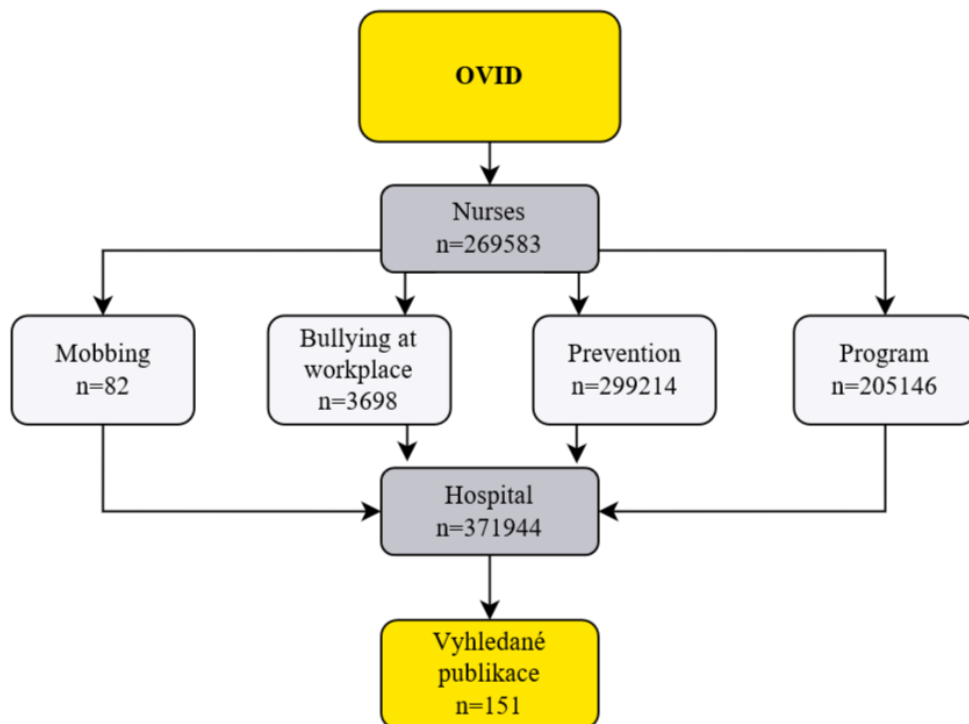 OVID
Nurses
n=269583
Mobbing
n=82
Bullying at
workplace
n=3698
Prevention
n=299214
Program
n=205146
Hospital
n=371944
Vyhledané
publikace
n=151